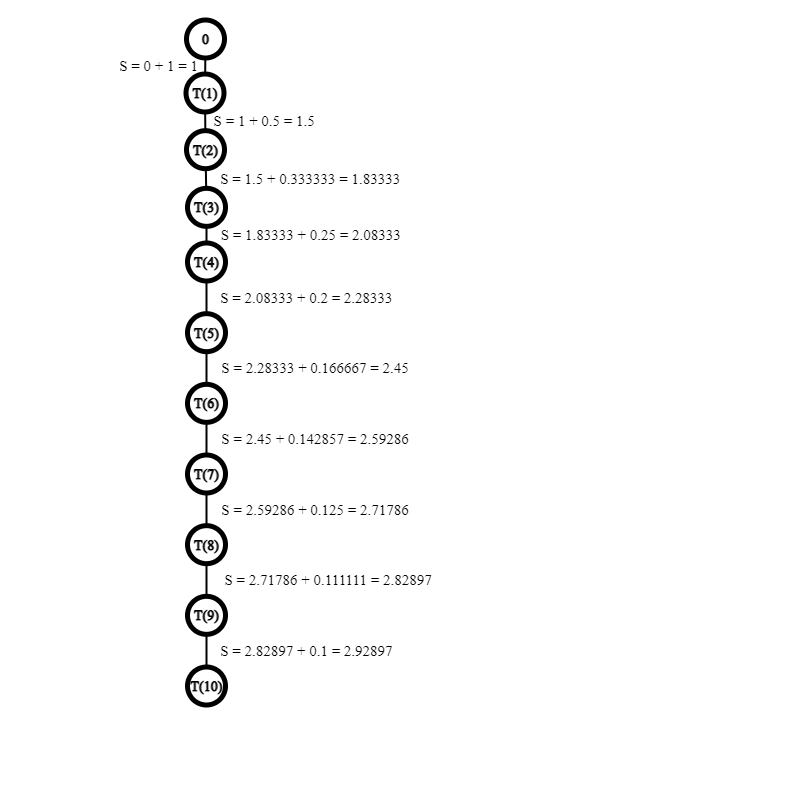 0
S = 0 + 1 = 1
T(1)
S = 1 + 0.5 = 1.5
T(2)
S = 1.5 + 0.333333 = 1.83333
T(3)
S = 1.83333 + 0.25 = 2.08333
T(4)
S = 2.08333 + 0.2 = 2.28333
T(5)
S = 2.28333 + 0.166667 = 2.45
T(6)
S = 2.45 + 0.142857 = 2.59286
T(7)
S = 2.59286 + 0.125 = 2.71786
T(8)
S = 2.71786 + 0.111111 = 2.82897
T(9)
S = 2.82897 + 0.1 = 2.92897
T(10)